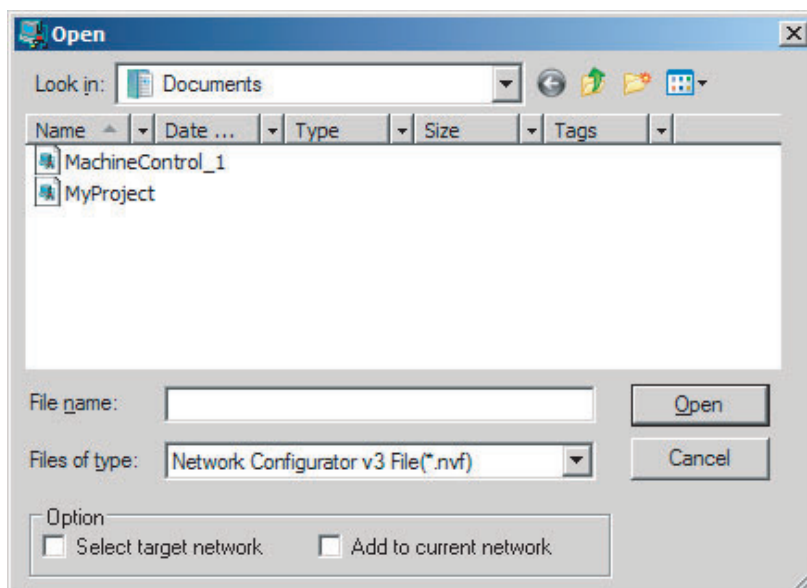 Open
Look in: Documents
Name Date ... Type Size Tags
MachineControl_1
MyProject
File name: Open
Files of type: Network Configurator v3 File(*.nvf) Cancel
Option
Select target network Add to current network